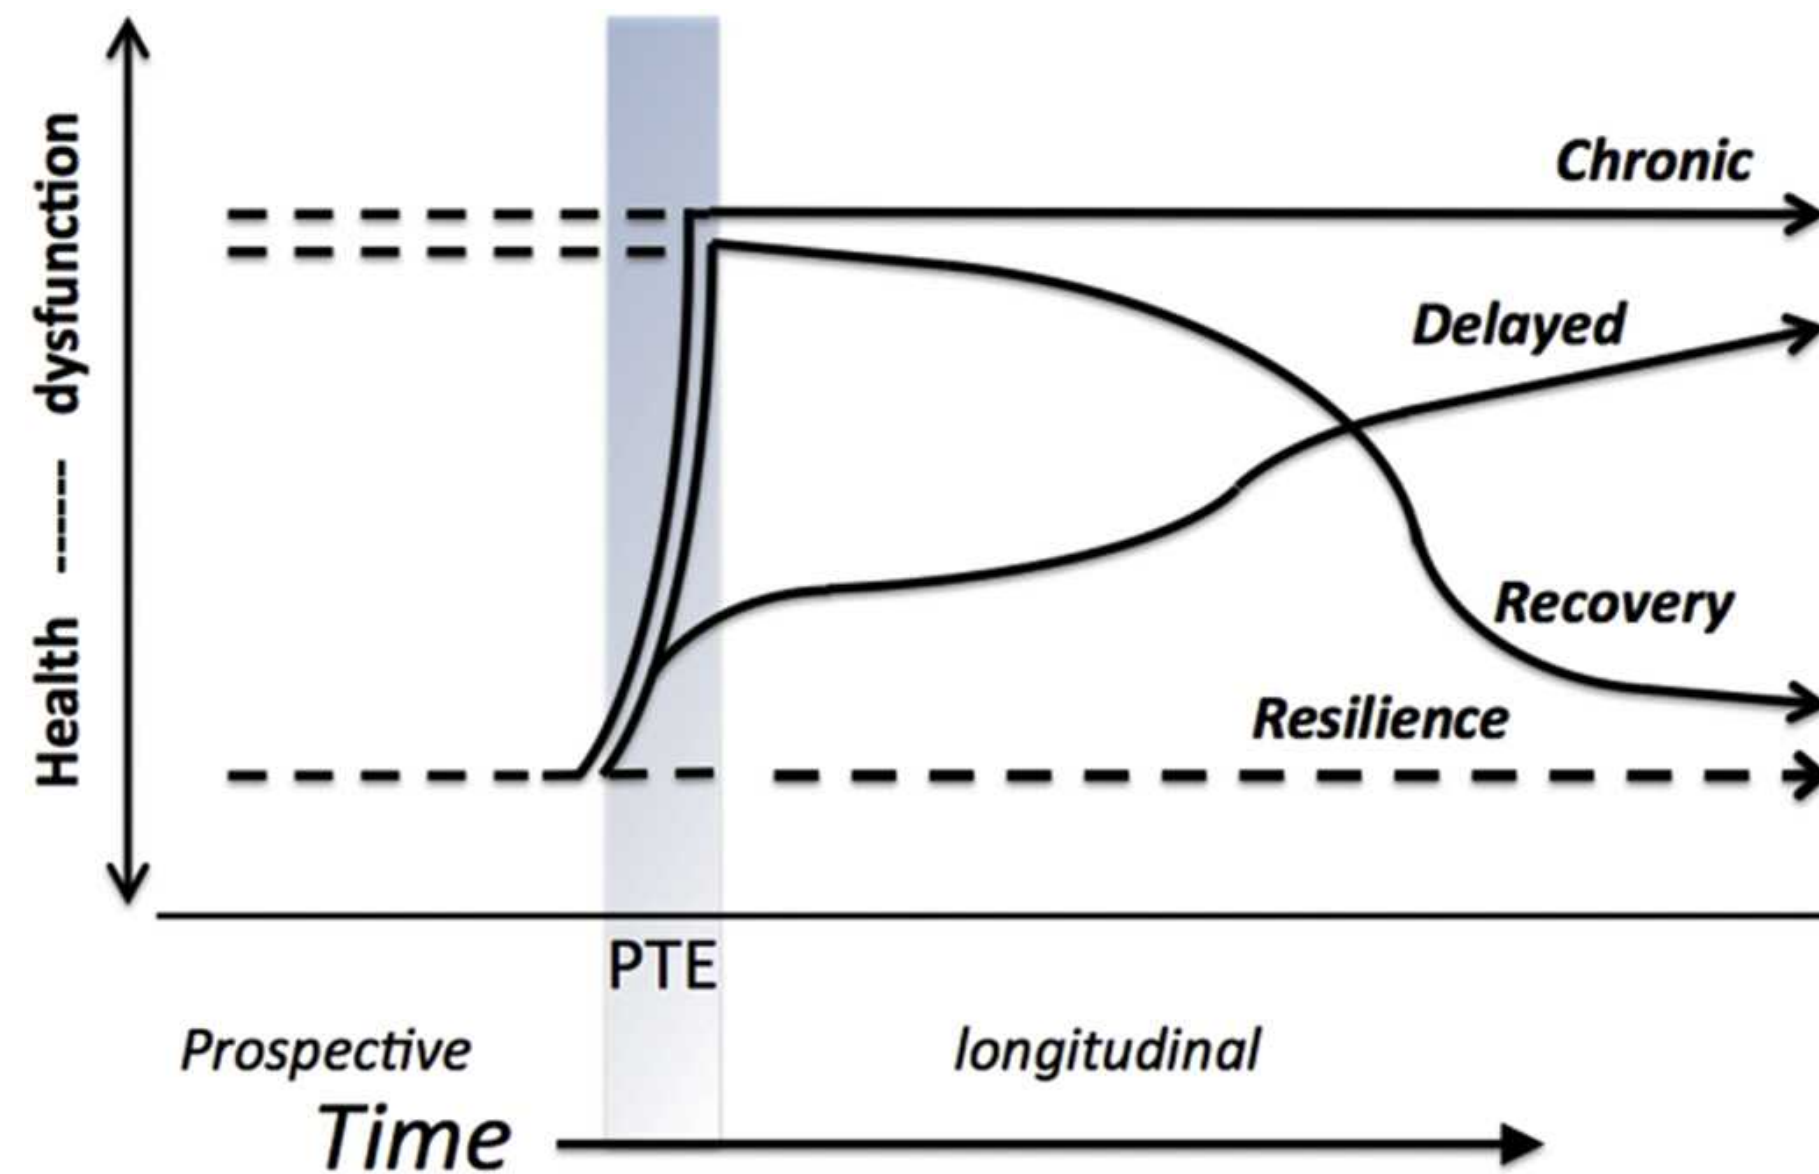 Health ------ dysfunction
Chronic
Delayed
Recovery
Resilience
PTE
Prospective
longitudinal
Time